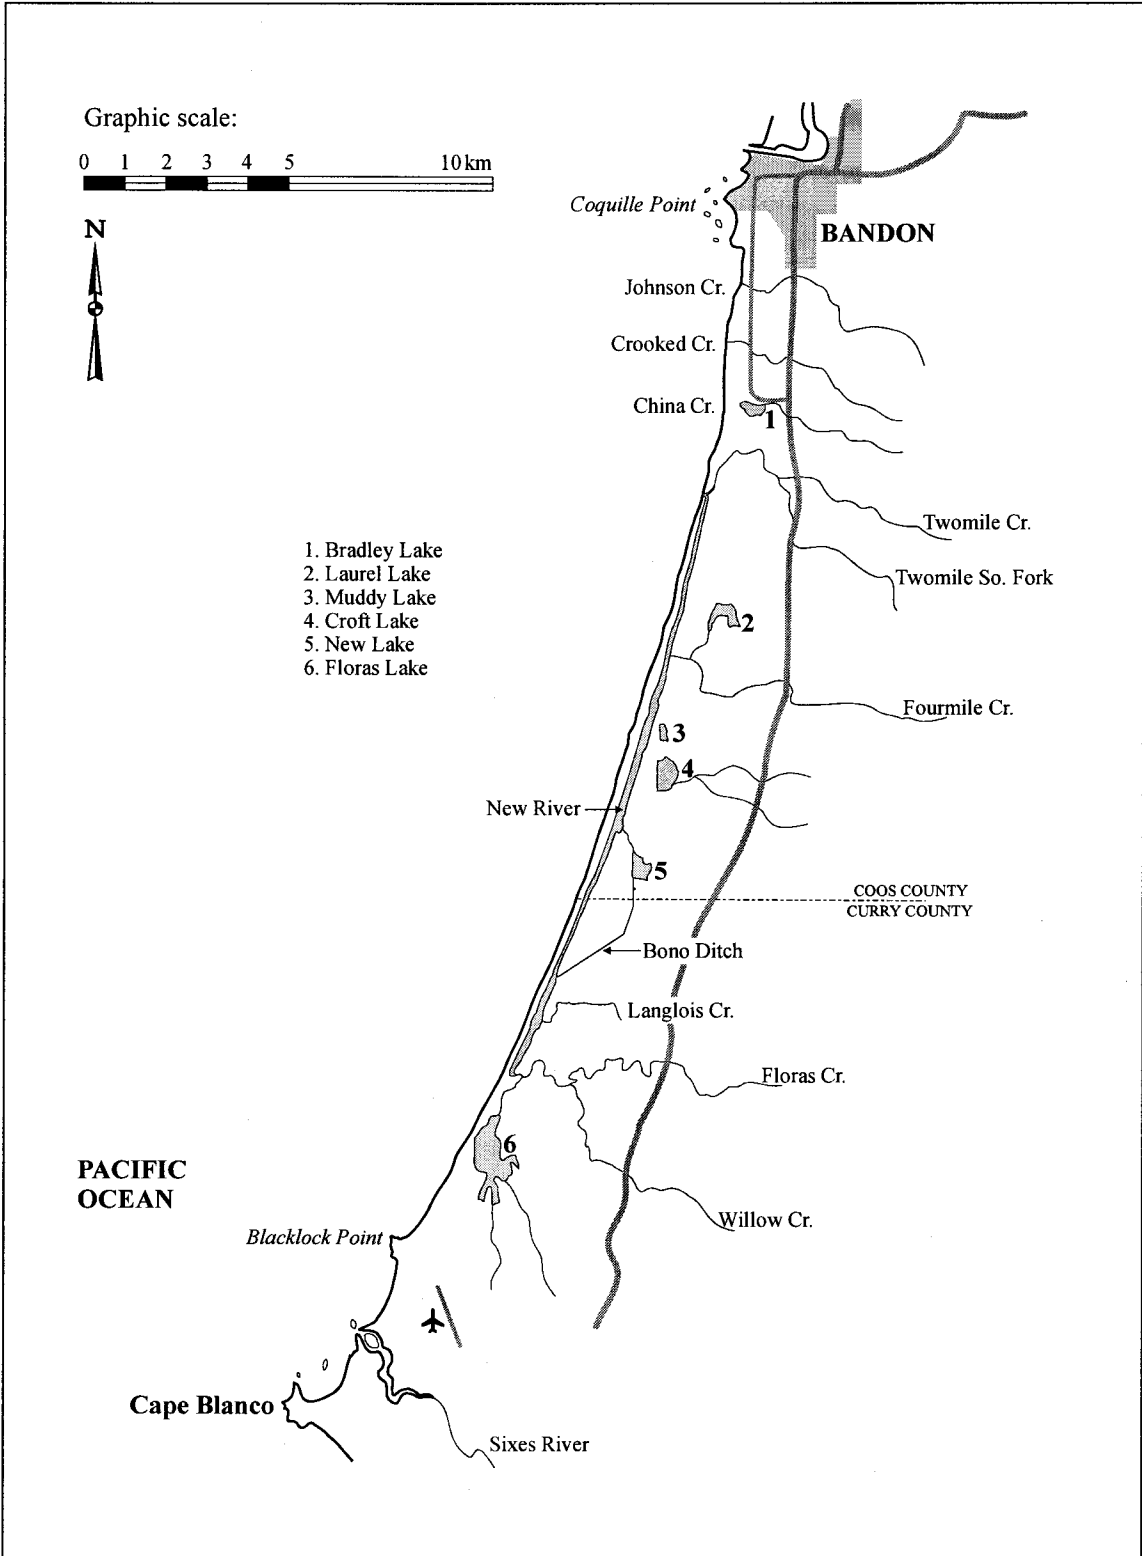 Graphic scale:
0 1 2 3 4 5 10 km
N
Coquille Point
BANDON
Johnson Cr.
Crooked Cr.
China Cr.
1
Twomile Cr.
1. Bradley Lake
2. Laurel Lake
3. Muddy Lake
4. Croft Lake
5. New Lake
6. Floras Lake
Twomile So. Fork
2
Fourmile Cr.
3
4
New River
5
COOS COUNTY
CURRY COUNTY
Bono Ditch
Langlois Cr.
Floras Cr.
6
PACIFIC
OCEAN
Willow Cr.
Blacklock Point
Cape Blanco
Sixes River